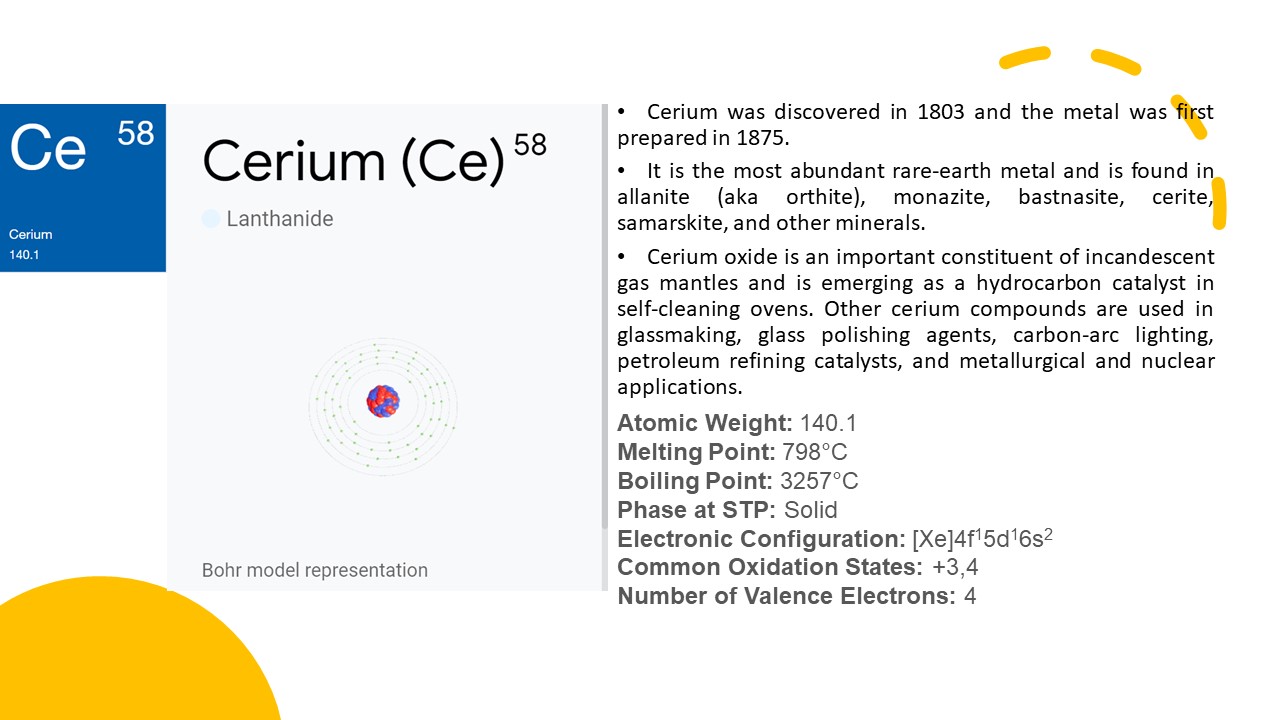 Ce 58
Cerium
140.1
Cerium (Ce) 58
Lanthanide
Bohr model representation
• Cerium was discovered in 1803 and the metal was first
prepared in 1875.
• It is the most abundant rare-earth metal and is found in
allanite (aka orthite), monazite, bastnasite, cerite,
samarskite, and other minerals.
• Cerium oxide is an important constituent of incandescent
gas mantles and is emerging as a hydrocarbon catalyst in
self-cleaning ovens. Other cerium compounds are used in
glassmaking, glass polishing agents, carbon-arc lighting,
petroleum refining catalysts, and metallurgical and nuclear
applications.
Atomic Weight: 140.1
Melting Point: 798°C
Boiling Point: 3257°C
Phase at STP: Solid
Electronic Configuration: [Xe]4f¹5d¹6s²
Common Oxidation States: +3,4
Number of Valence Electrons: 4